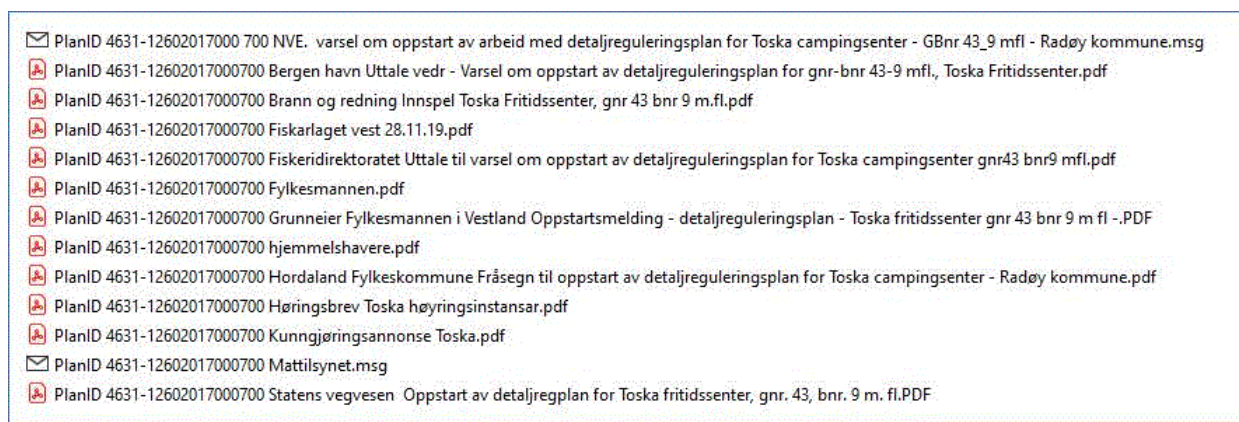 PlanID 4631-12602017000 700 NVE.  varsel om oppstart av arbeid med detaljreguleringsplan for Toska campingsenter - GBnr 43_9 mfl - Radøy kommune.msg
PlanID 4631-12602017000700 Bergen havn Uttale vedr - Varsel om oppstart av detaljreguleringsplan for gnr-bnr 43-9 mfl., Toska Fritidssenter.pdf
PlanID 4631-12602017000700 Brann og redning Innspel Toska Fritidssenter, gnr 43 bnr 9 m.fl.pdf
PlanID 4631-12602017000700 Fiskarlaget vest 28.11.19.pdf
PlanID 4631-12602017000700 Fiskeridirektoratet Uttale til varsel om oppstart av detaljreguleringsplan for Toska campingsenter gnr43 bnr9 mfl.pdf
PlanID 4631-12602017000700 Fylkesmannen.pdf
PlanID 4631-12602017000700 Grunneier Fylkesmannen i Vestland Oppstartsmelding - detaljreguleringsplan - Toska fritidssenter gnr 43 bnr 9 m fl -.PDF
PlanID 4631-12602017000700 hjemmelshavere.pdf
PlanID 4631-12602017000700 Hordaland Fylkeskommune Fråsegn til oppstart av detaljreguleringsplan for Toska campingsenter - Radøy kommune.pdf
PlanID 4631-12602017000700 Høringsbrev Toska høyringsinstansar.pdf
PlanID 4631-12602017000700 Kunngjøringsannonse Toska.pdf
PlanID 4631-12602017000700 Mattilsynet.msg
PlanID 4631-12602017000700 Statens vegvesen  Oppstart av detaljregplan for Toska fritidssenter, gnr. 43, bnr. 9 m. fl.PDF